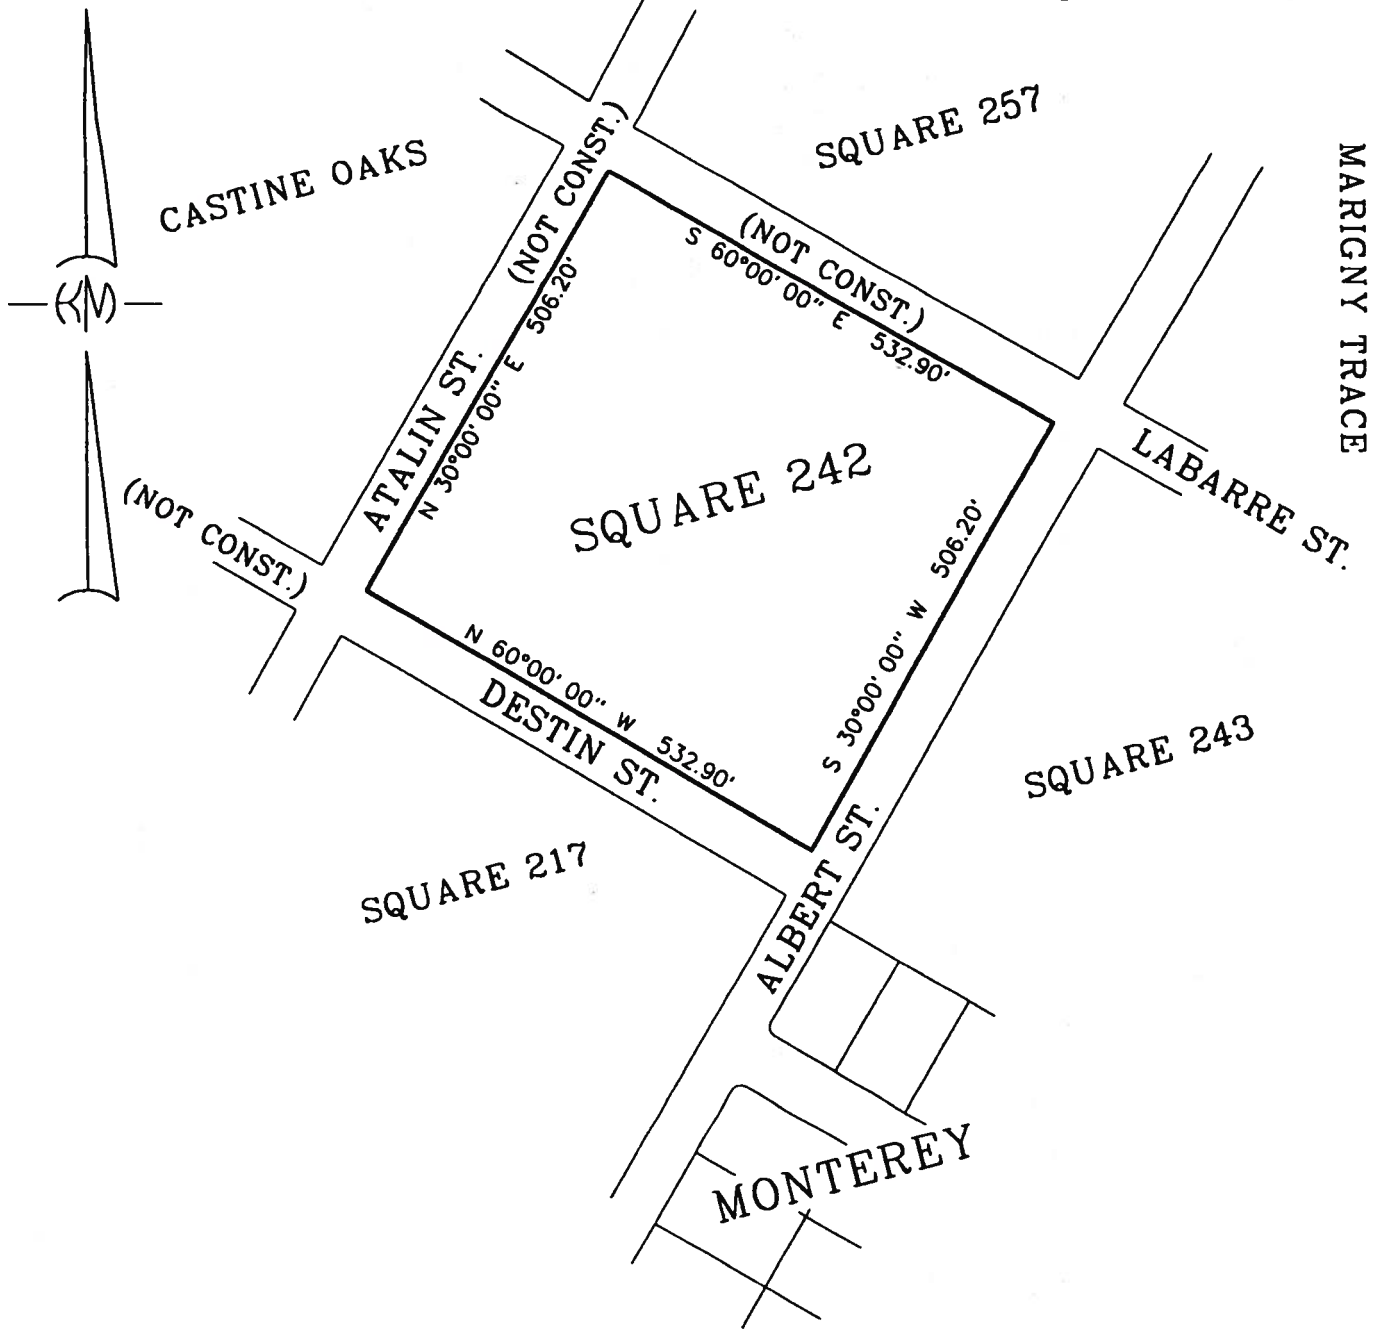 SQUARE 257
CASTINE OAKS
MARIGNY TRACE
(NOT CONST.)
(NOT CONST.)
S 60°00' 00" E 532.90'
KM
ATALIN ST.
N 30°00' 00" E 506.20'
SQUARE 242
LABARRE ST.
(NOT CONST.)
S 30°00' 00" W 506.20'
N 60°00' 00" W 532.90'
DESTIN ST.
SQUARE 243
SQUARE 217
ALBERT ST.
MONTEREY